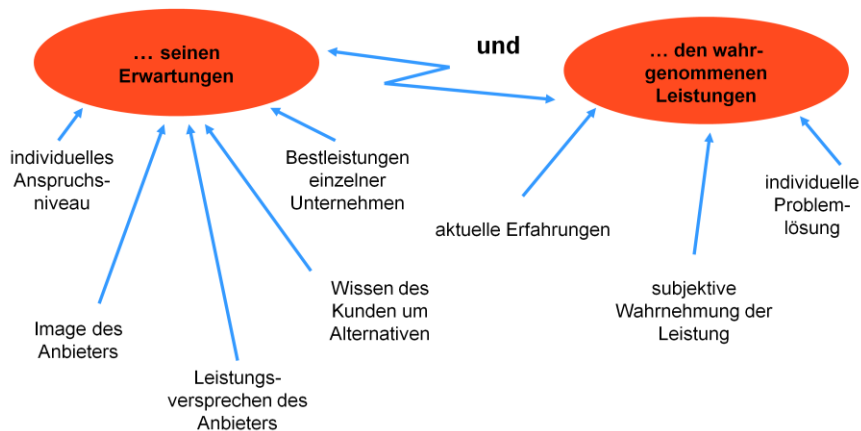 … seinen
Erwartungen
und
… den wahr-
genommenen
Leistungen
individuelles
Anspruchs-
niveau
Bestleistungen
einzelner
Unternehmen
Image des
Anbieters
Leistungs-
versprechen des
Anbieters
Wissen des
Kunden um
Alternativen
aktuelle Erfahrungen
subjektive
Wahrnehmung der
Leistung
individuelle
Problem-
lösung